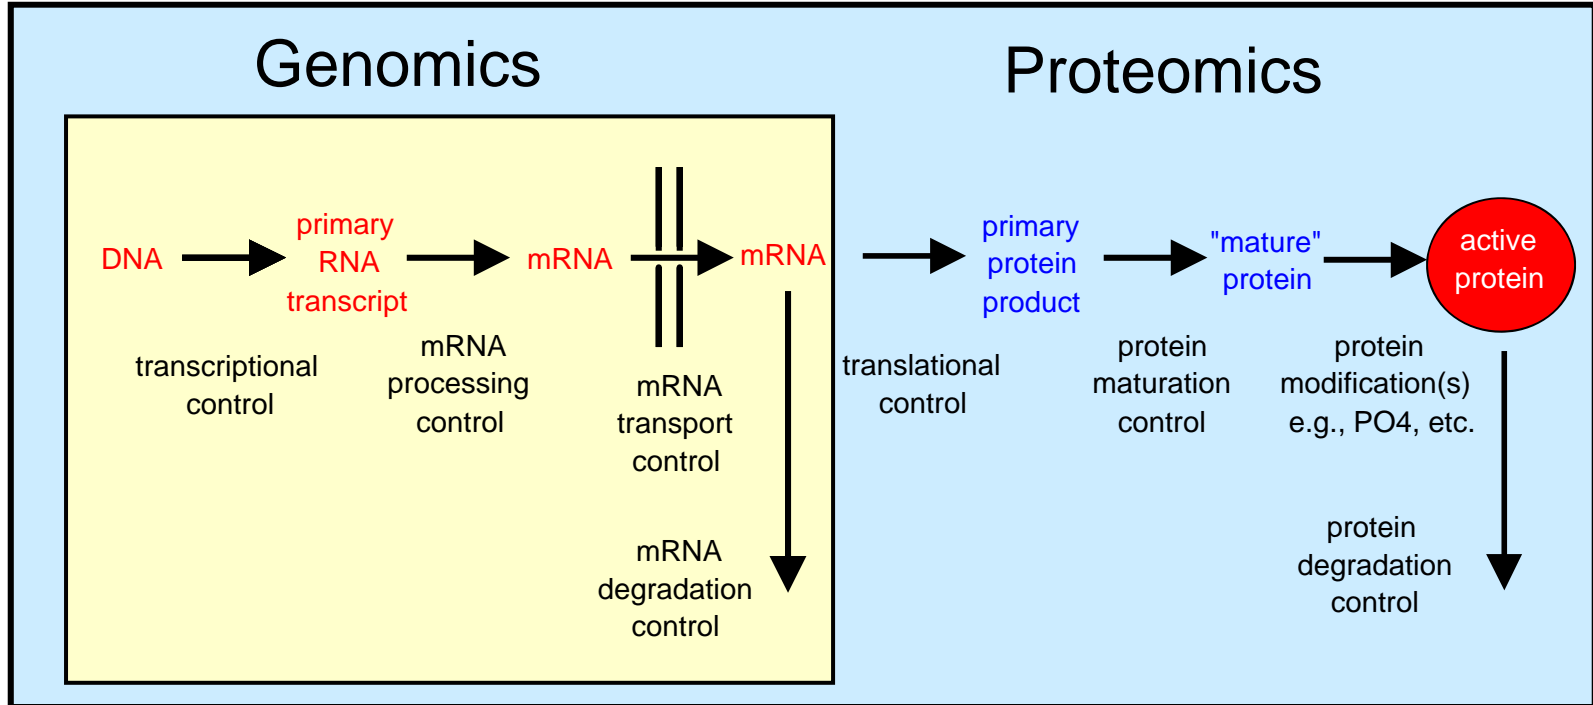 Genomics
Proteomics
DNA
primary
RNA
transcript
mRNA
mRNA
primary
protein
product
"mature"
protein
active
protein
transcriptional
control
mRNA
processing
control
mRNA
transport
control
translational
control
protein
maturation
control
protein
modification(s)
e.g., PO4, etc.
mRNA
degradation
control
protein
degradation
control